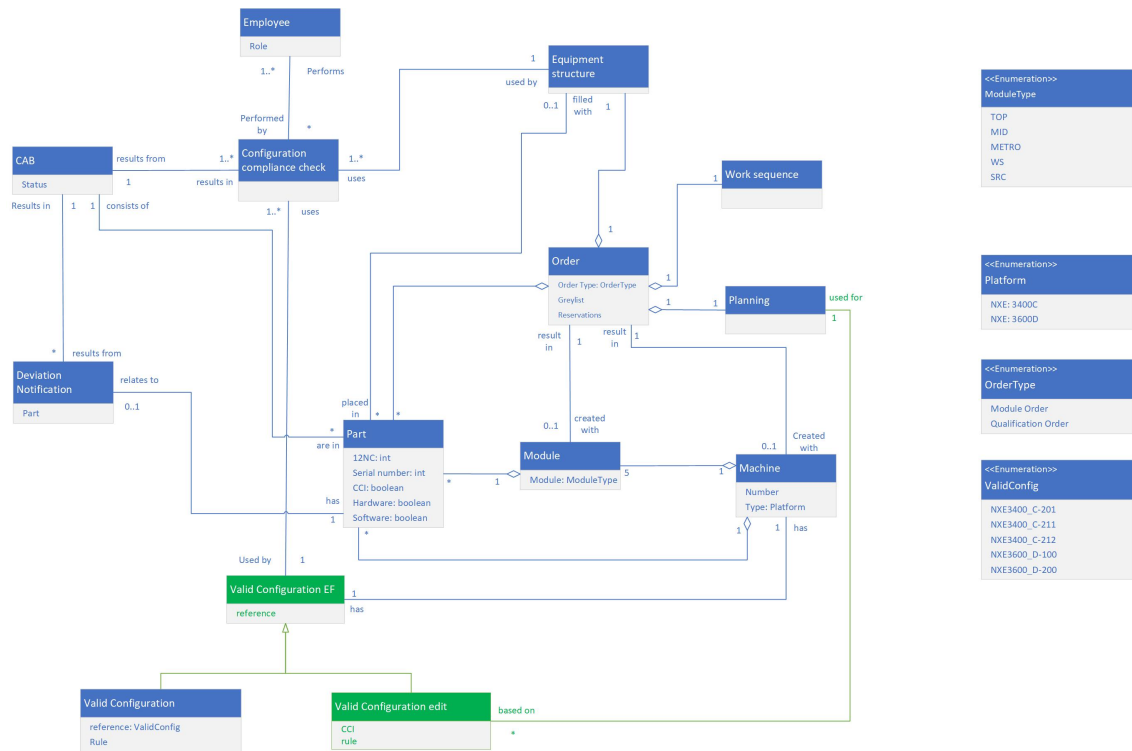 Employee
Role
1..*
Performs
Performed
by
*
Equipment
structure
1
used by
0..1
filled
with
1
<<Enumeration>>
ModuleType
TOP
MID
METRO
WS
SRC
CAB
Status
results from
1
1..*
results in
Configuration
compliance check
1..*
uses
Work sequence
1
Results in
1
1
consists of
1..*
uses
1
Order
Order Type: OrderType
Greylist
Reservations
1
1
1
Planning
used for
1
<<Enumeration>>
Platform
NXE: 3400C
NXE: 3600D
result
in
1
result
in
1
*
results from
Deviation
Notification
Part
relates to
0..1
<<Enumeration>>
OrderType
Module Order
Qualification Order
placed
in
*
*
*
are in
Part
12NC: int
Serial number: int
CCI: boolean
Hardware: boolean
Software: boolean
created
with
0..1
Module
Module: ModuleType
*
1
5
Created
with
0..1
1
Machine
Number
Type: Platform
<<Enumeration>>
ValidConfig
NXE3400_C-201
NXE3400_C-211
NXE3400_C-212
NXE3600_D-100
NXE3600_D-200
has
1
*
1
1
has
Used by
1
Valid Configuration EF
reference
1
has
Valid Configuration
reference: ValidConfig
Rule
Valid Configuration edit
CCI
rule
based on
*